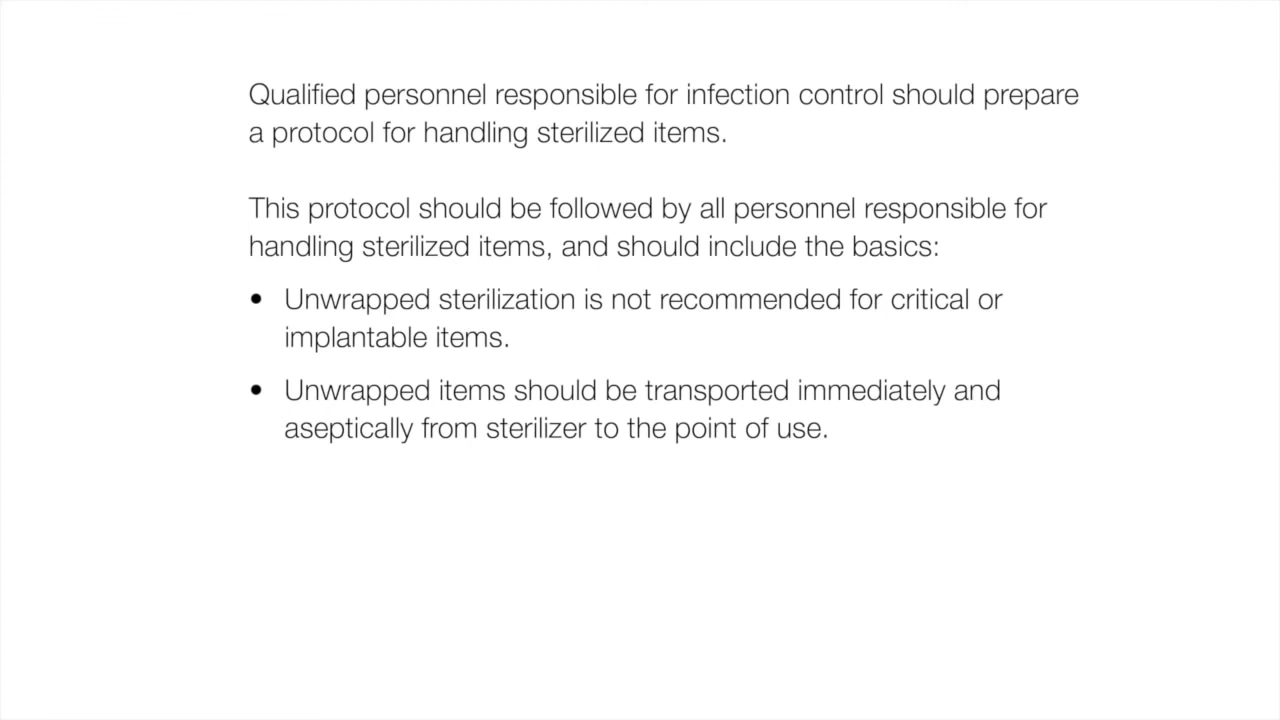 Qualified personnel responsible for infection control should prepare
a protocol for handling sterilized items.
This protocol should be followed by all personnel responsible for
handling sterilized items, and should include the basics:
• Unwrapped sterilization is not recommended for critical or
implantable items.
• Unwrapped items should be transported immediately and
aseptically from sterilizer to the point of use.